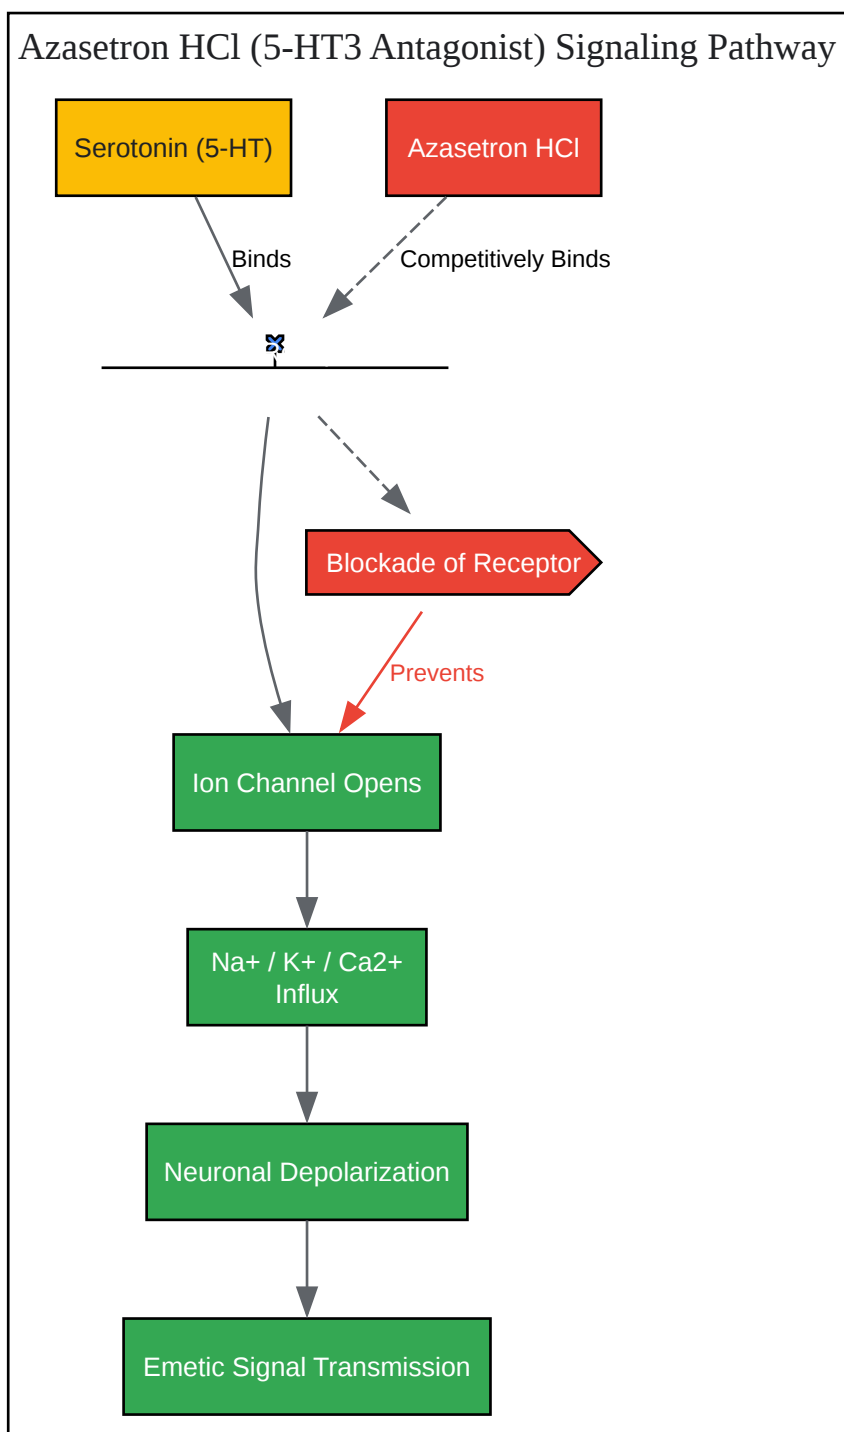 Azasetron HCl (5-HT3 Antagonist) Signaling Pathway
Serotonin (5-HT)
Azasetron HCl
Binds
Competitively Binds
Blockade of Receptor
Prevents
Ion Channel Opens
Na+ / K+ / Ca2+
Influx
Neuronal Depolarization
Emetic Signal Transmission